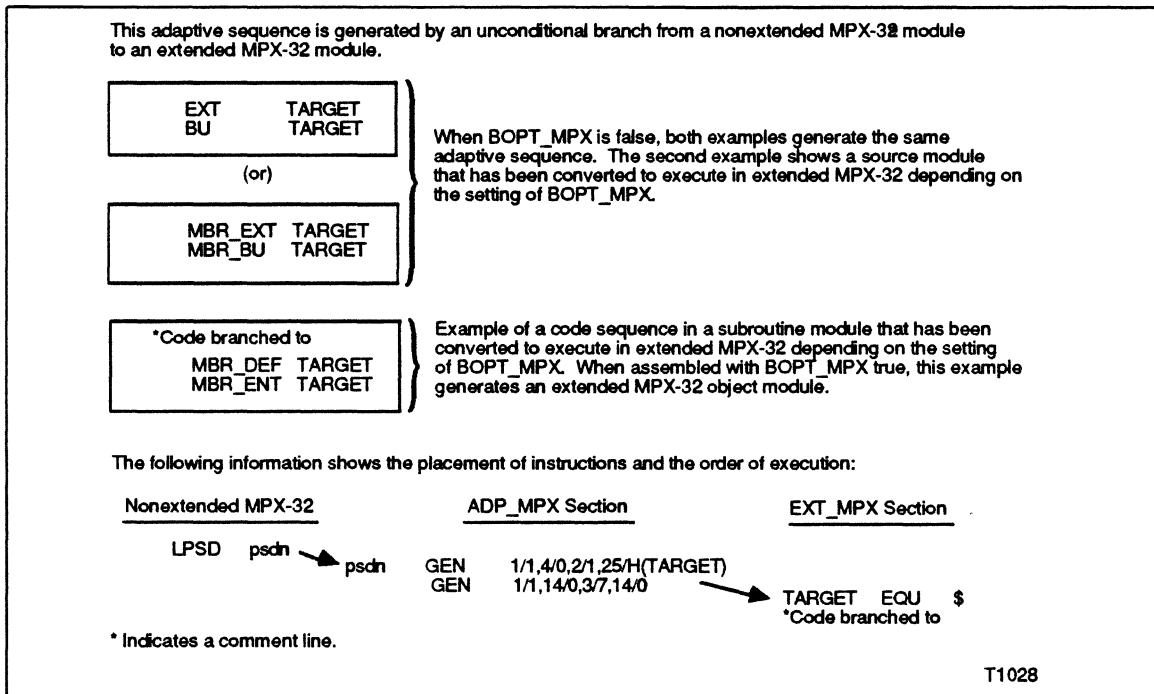 This adaptive sequence is generated by an unconditional branch from a nonextended MPX-32 module
to an extended MPX-32 module.
EXT TARGET
BU TARGET
(or)
MBR_EXT TARGET
MBR_BU TARGET
When BOPT_MPX is false, both examples generate the same
adaptive sequence. The second example shows a source module
that has been converted to execute in extended MPX-32 depending on
the setting of BOPT_MPX.
*Code branched to
MBR_DEF TARGET
MBR_ENT TARGET
Example of a code sequence in a subroutine module that has been
converted to execute in extended MPX-32 depending on the setting
of BOPT_MPX. When assembled with BOPT_MPX true, this example
generates an extended MPX-32 object module.
The following information shows the placement of instructions and the order of execution:
Nonextended MPX-32 ADP_MPX Section EXT_MPX Section
LPSD psdn
psdn GEN 1/1,4/0,2/1,25/H(TARGET)
GEN 1/1,14/0,3/7,14/0
TARGET EQU $
*Code branched to
* Indicates a comment line.
T1028